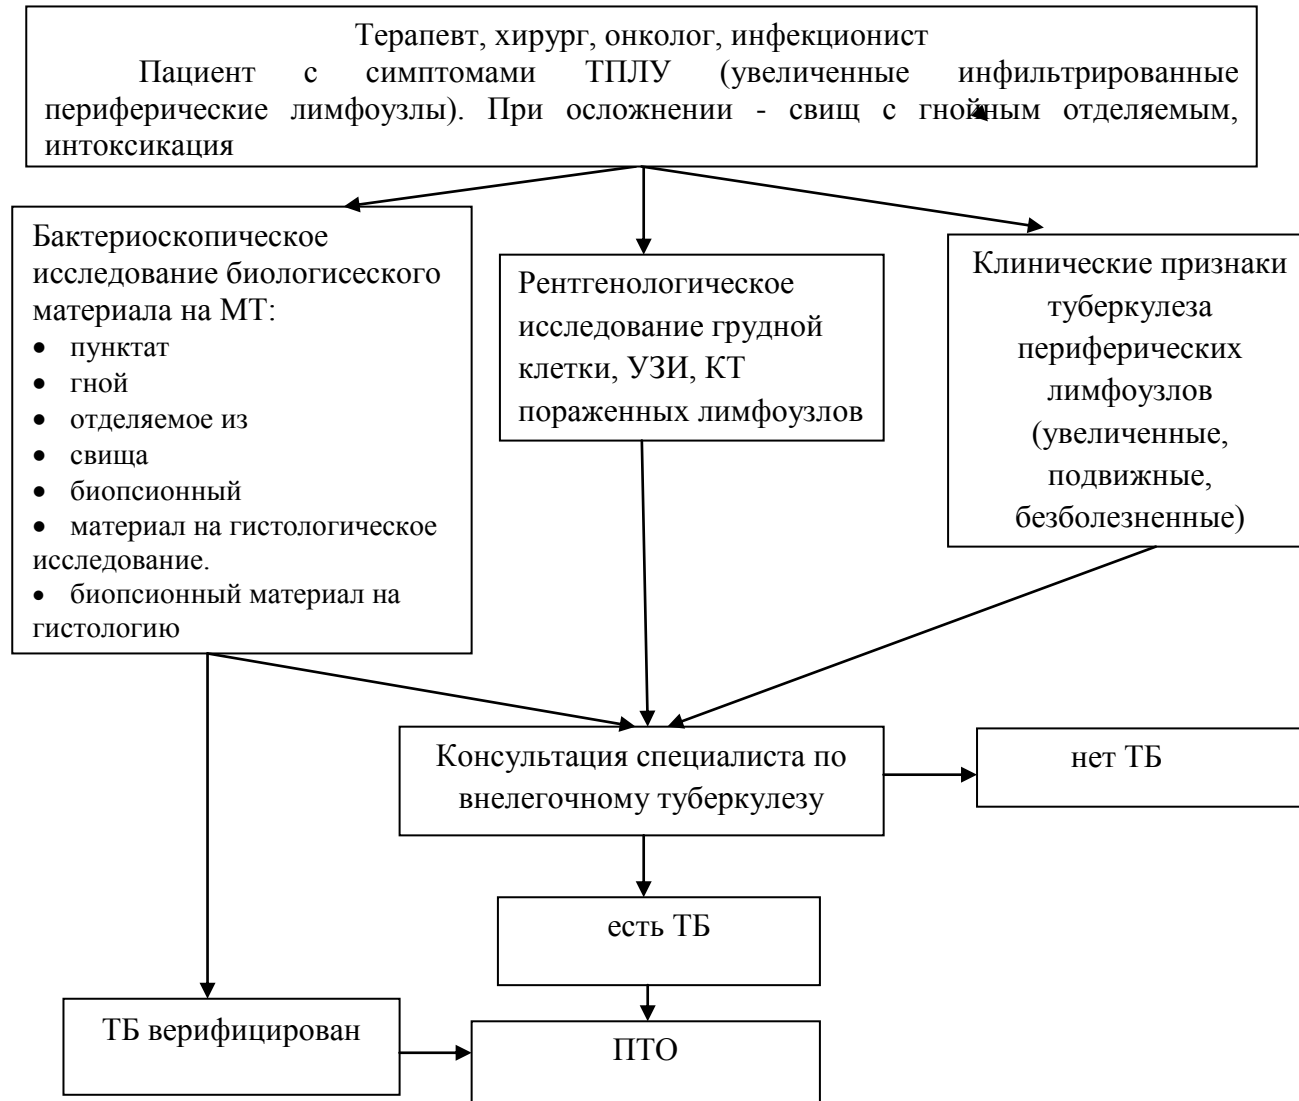 Терапевт, хирург, онколог, инфекционист
Пациент с симптомами ТПЛУ (увеличенные инфильтрированные
периферические лимфоузлы). При осложнении - свищ с гнойным отделяемым,
интоксикация
Бактериоскопическое
исследование биологисеского
материала на МТ:
• пунктат
• гной
• отделяемое из
• свища
• биопсионный
• материал на гистологическое
исследование.
• биопсионный материал на
гистологию
Рентгенологическое
исследование грудной
клетки, УЗИ, КТ
пораженных лимфоузлов
Клинические признаки
туберкулеза
периферических
лимфоузлов
(увеличенные,
подвижные,
безболезненные)
Консультация специалиста по
внелегочному туберкулезу
нет ТБ
есть ТБ
ТБ верифицирован
ПТО